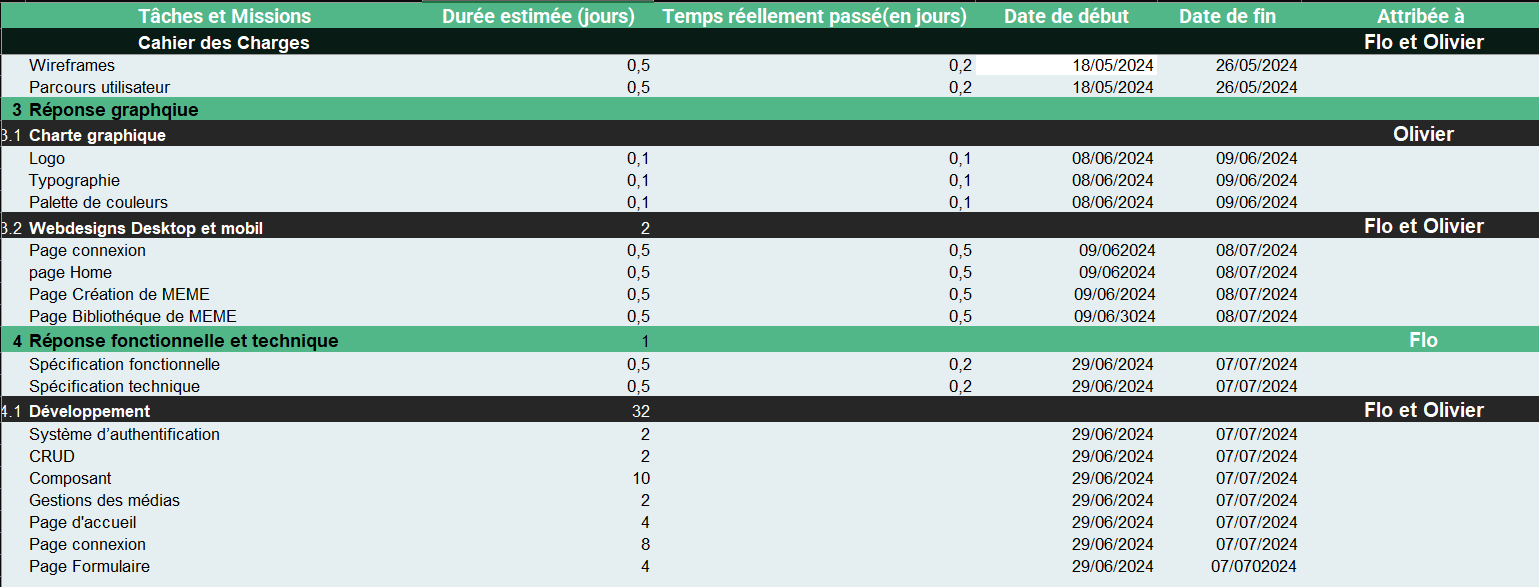 Tâches et Missions Durée estimée (jours) Temps réellement passé(en jours) Date de début Date de fin Attribée à
Cahier des Charges Flo et Olivier
Wireframes 0,5 0,2 18/05/2024 26/05/2024
Parcours utilisateur 0,5 0,2 18/05/2024 26/05/2024
3 Réponse graphqiue
3.1 Charte graphique Olivier
Logo 0,1 0,1 08/06/2024 09/06/2024
Typographie 0,1 0,1 08/06/2024 09/06/2024
Palette de couleurs 0,1 0,1 08/06/2024 09/06/2024
3.2 Webdesigns Desktop et mobil 2 Flo et Olivier
Page connexion 0,5 0,5 09/062024 08/07/2024
page Home 0,5 0,5 09/062024 08/07/2024
Page Création de MEME 0,5 0,5 09/06/2024 08/07/2024
Page Bibliothéque de MEME 0,5 0,5 09/06/3024 08/07/2024
4 Réponse fonctionnelle et technique 1 Flo
Spécification fonctionnelle 0,5 0,2 29/06/2024 07/07/2024
Spécification technique 0,5 0,2 29/06/2024 07/07/2024
4.1 Développement 32 Flo et Olivier
Système d’authentification 2 29/06/2024 07/07/2024
CRUD 2 29/06/2024 07/07/2024
Composant 10 29/06/2024 07/07/2024
Gestions des médias 2 29/06/2024 07/07/2024
Page d'accueil 4 29/06/2024 07/07/2024
Page connexion 8 29/06/2024 07/07/2024
Page Formulaire 4 29/06/2024 07/0702024